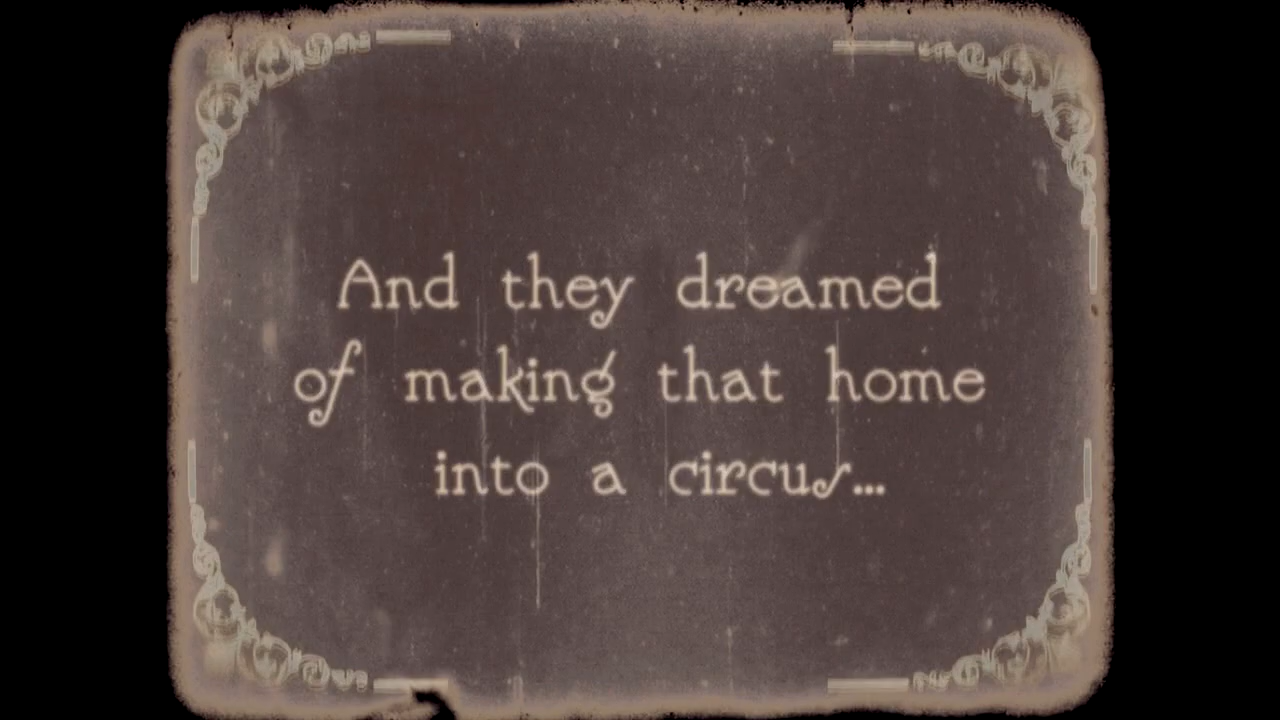 And they dreamed
of making that home
into a circus...